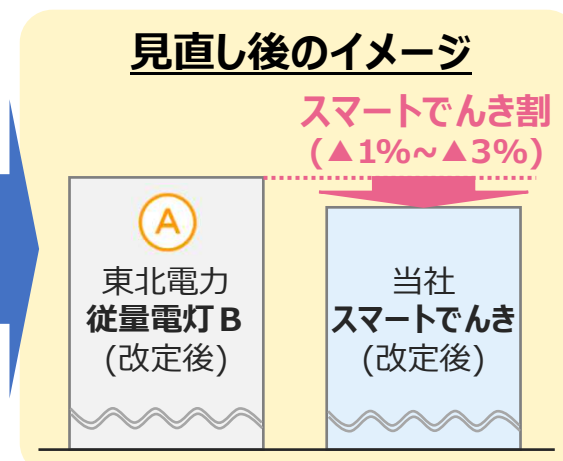 見直し後のイメージ
スマートでんき割
(▲1%~▲3%)
A
東北電力
従量電灯B
(改定後)
当社
スマートでんき
(改定後)